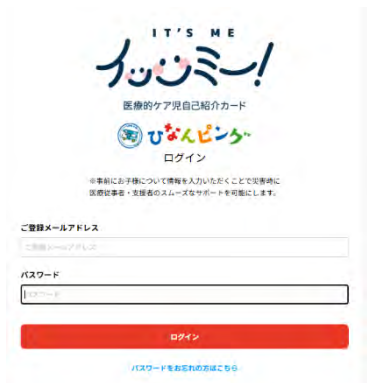 IT'S ME
イッツミー!
医療的ケア児自己紹介カード
ひなんピング
ログイン
※事前にお子様について情報を入力いただくことで災害時に
医療従事者・支援者のスムーズなサポートを可能にします。
ご登録メールアドレス
ご登録メールアドレス
パスワード
パスワード
ログイン
パスワードをお忘れの方はこちら